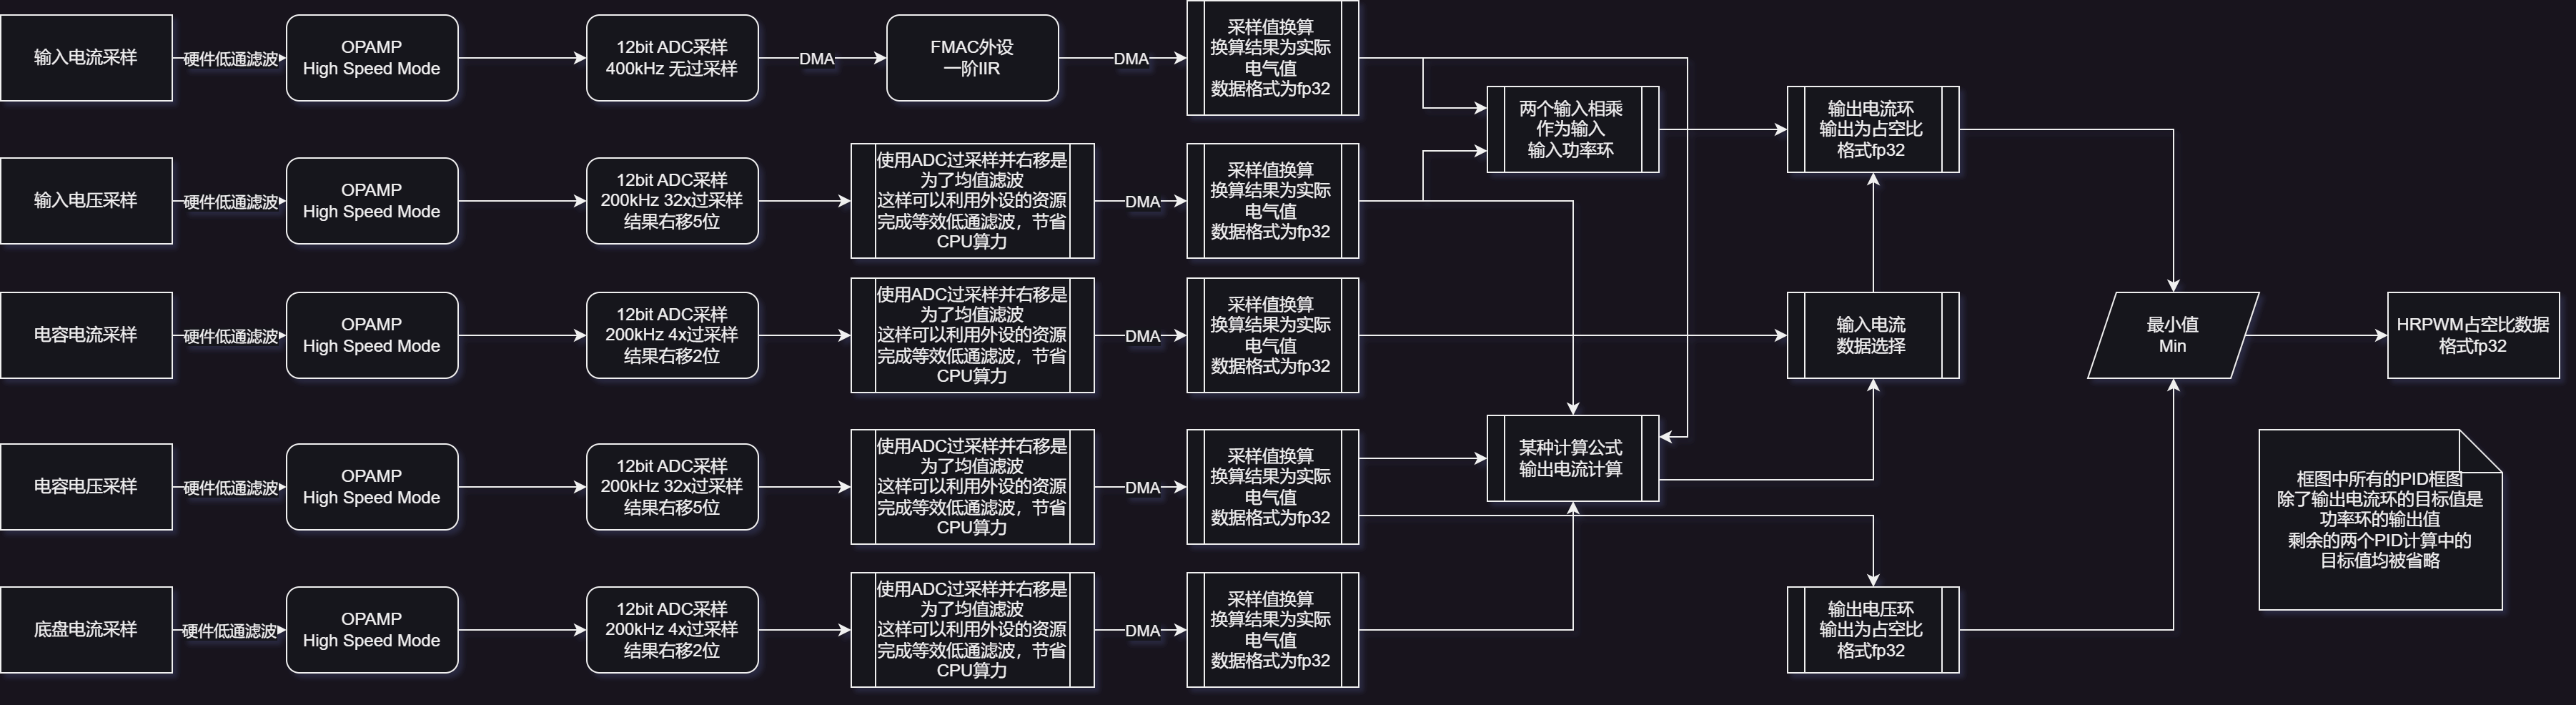 输入电流采样
硬件低通滤波
OPAMP
High Speed Mode
12bit ADC采样
400kHz 无过采样
DMA
FMAC外设
一阶IIR
DMA
采样值换算
换算结果为实际
电气值
数据格式为fp32
两个输入相乘
作为输入
输入功率环
输出电流环
输出为占空比
格式fp32
输入电压采样
硬件低通滤波
OPAMP
High Speed Mode
12bit ADC采样
200kHz 32x过采样
结果右移5位
使用ADC过采样并右移是
为了均值滤波
这样可以利用外设的资源
完成等效低通滤波，节省
CPU算力
DMA
采样值换算
换算结果为实际
电气值
数据格式为fp32
电容电流采样
硬件低通滤波
OPAMP
High Speed Mode
12bit ADC采样
200kHz 4x过采样
结果右移2位
使用ADC过采样并右移是
为了均值滤波
这样可以利用外设的资源
完成等效低通滤波，节省
CPU算力
DMA
采样值换算
换算结果为实际
电气值
数据格式为fp32
输入电流
数据选择
最小值
Min
HRPWM占空比数据
格式fp32
电容电压采样
硬件低通滤波
OPAMP
High Speed Mode
12bit ADC采样
200kHz 32x过采样
结果右移5位
使用ADC过采样并右移是
为了均值滤波
这样可以利用外设的资源
完成等效低通滤波，节省
CPU算力
DMA
采样值换算
换算结果为实际
电气值
数据格式为fp32
某种计算公式
输出电流计算
框图中所有的PID框图
除了输出电流环的目标值是
功率环的输出值
剩余的两个PID计算中的
目标值均被省略
底盘电流采样
硬件低通滤波
OPAMP
High Speed Mode
12bit ADC采样
200kHz 4x过采样
结果右移2位
使用ADC过采样并右移是
为了均值滤波
这样可以利用外设的资源
完成等效低通滤波，节省
CPU算力
DMA
采样值换算
换算结果为实际
电气值
数据格式为fp32
输出电压环
输出为占空比
格式fp32